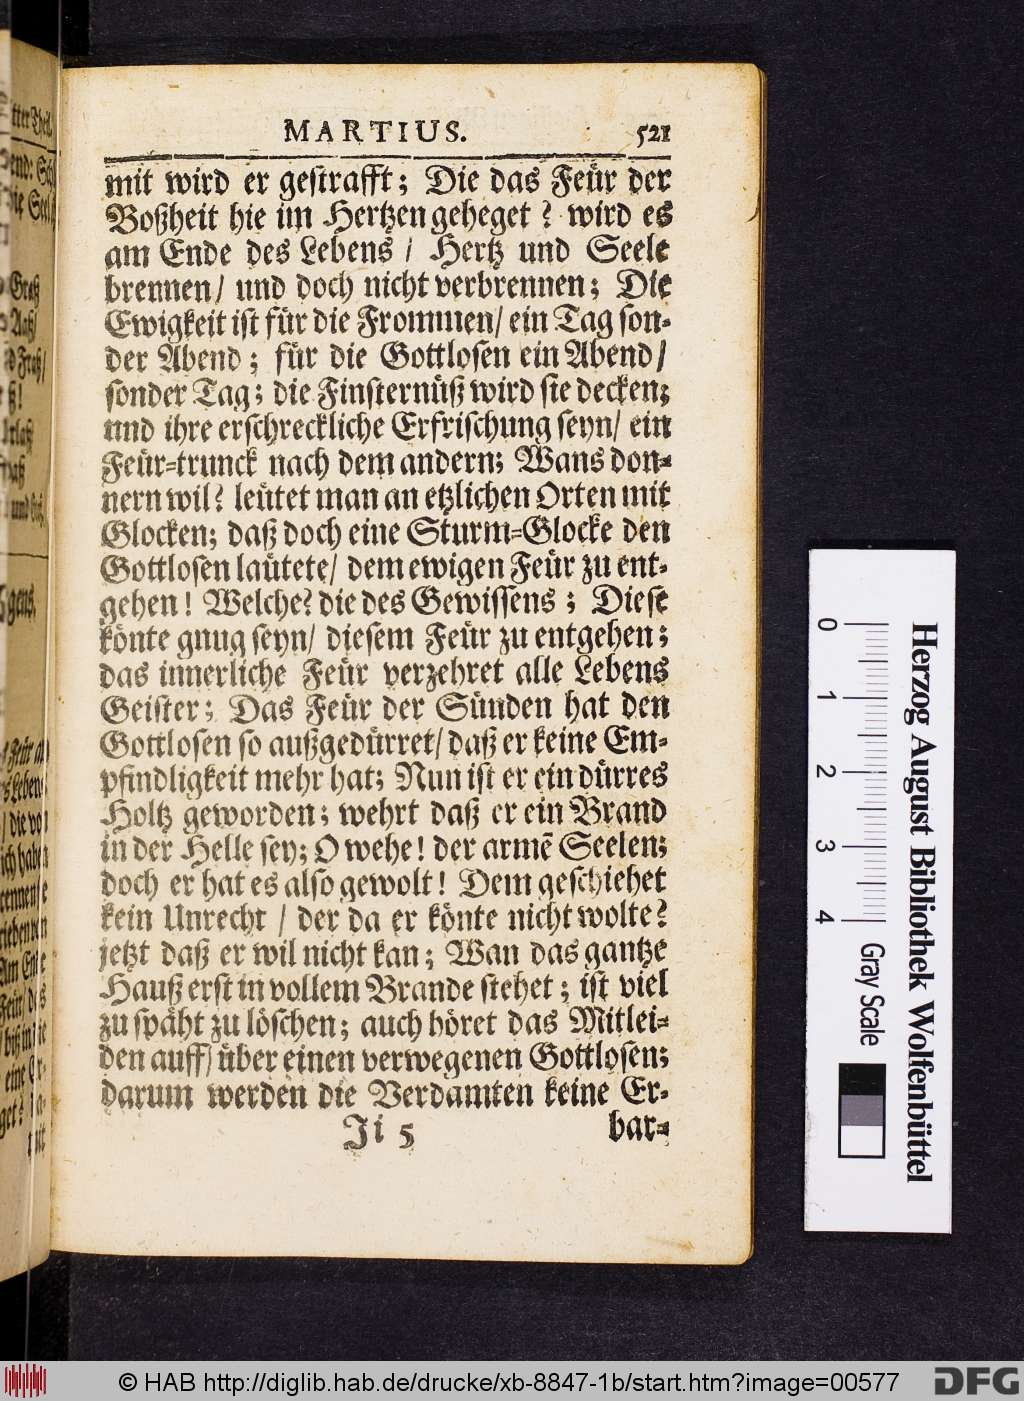 MARTIUS. 521
mit wird er gestrafft; Die das Feür der
Boßheit hie im Hertzen geheget? wird es
am Ende des Lebens / Hertz und Seele
brennen/ und doch nicht verbrennen; Die
Ewigkeit ist für die Frommen/ ein Tag son-
der Abend; für die Gottlosen ein Abend/
sonder Tag; die Finsternüß wird sie decken;
und ihre erschreckliche Erfrischung seyn/ ein
Feür-trunck nach dem andern; Wans don-
nern wil? leütet man an etzlichen Orten mit
Glocken; daß doch eine Sturm-Glocke den
Gottlosen laütete/ dem ewigen Feür zu ent-
gehen! Welche? die des Gewissens; Diese
könte gnug seyn/ diesem Feür zu entgehen;
das innerliche Feür verzehret alle Lebens
Geister; Das Feür der Sünden hat den
Gottlosen so außgedürret/ daß er keine Em-
pfindligkeit mehr hat; Nun ist er ein dürres
Holtz geworden; wehrt daß er ein Brand
in der Helle sey; O wehe! der armē Seelen;
doch er hat es also gewolt! Dem geschiehet
kein Unrecht / der da er könte nicht wolte?
jetzt daß er wil nicht kan; Wan das gantze
Hauß erst in vollem Brande stehet; ist viel
zu späht zu löschen; auch höret das Mitlei-
den auff/ über einen verwegenen Gottlosen;
darum werden die Verdamten keine Er-
Ji 5 bar-
0 1 2 3 4
Herzog August Bibliothek Wolfenbüttel
Gray Scale
© HAB http://diglib.hab.de/drucke/xb-8847-1b/start.htm?image=00577
DFG